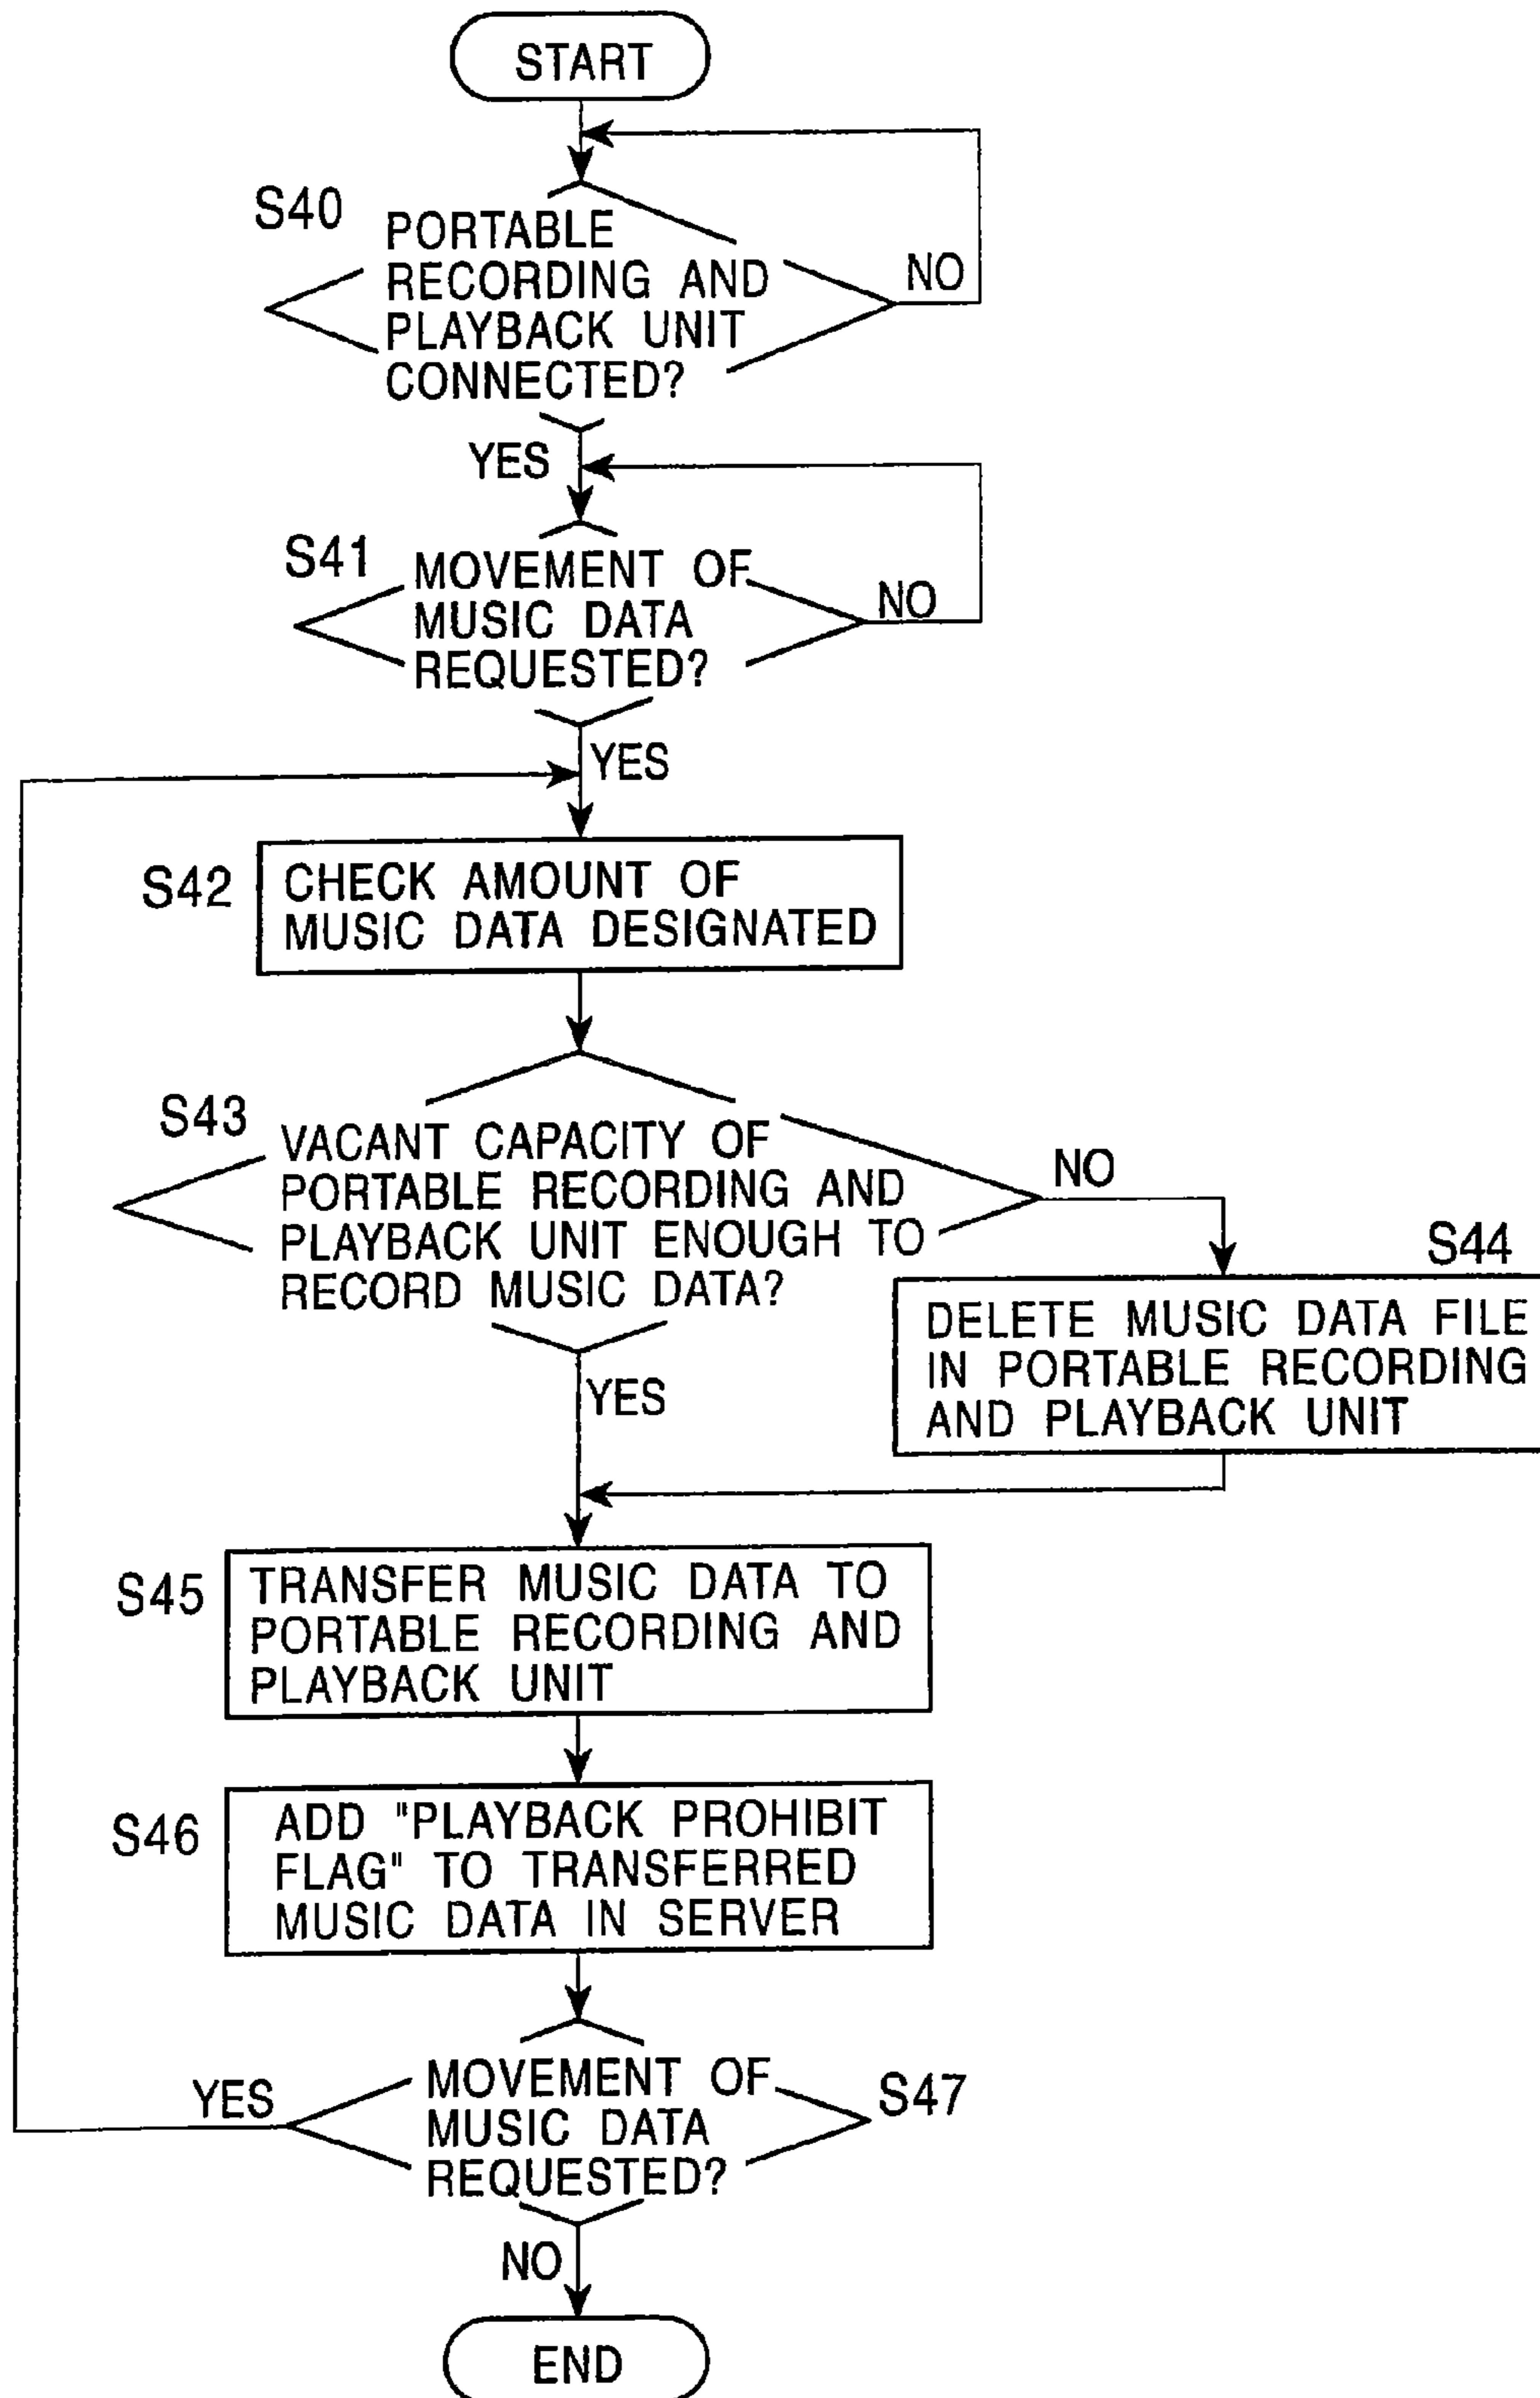 START
S40
PORTABLE
RECORDING AND
PLAYBACK UNIT
CONNECTED?
NO
YES
S41
MOVEMENT OF
MUSIC DATA
REQUESTED?
NO
YES
S42
CHECK AMOUNT OF
MUSIC DATA DESIGNATED
S43
VACANT CAPACITY OF
PORTABLE RECORDING AND
PLAYBACK UNIT ENOUGH TO
RECORD MUSIC DATA?
NO
YES
S44
DELETE MUSIC DATA FILE
IN PORTABLE RECORDING
AND PLAYBACK UNIT
S45
TRANSFER MUSIC DATA TO
PORTABLE RECORDING AND
PLAYBACK UNIT
S46
ADD "PLAYBACK PROHIBIT
FLAG" TO TRANSFERRED
MUSIC DATA IN SERVER
S47
MOVEMENT OF
MUSIC DATA
REQUESTED?
YES
NO
END